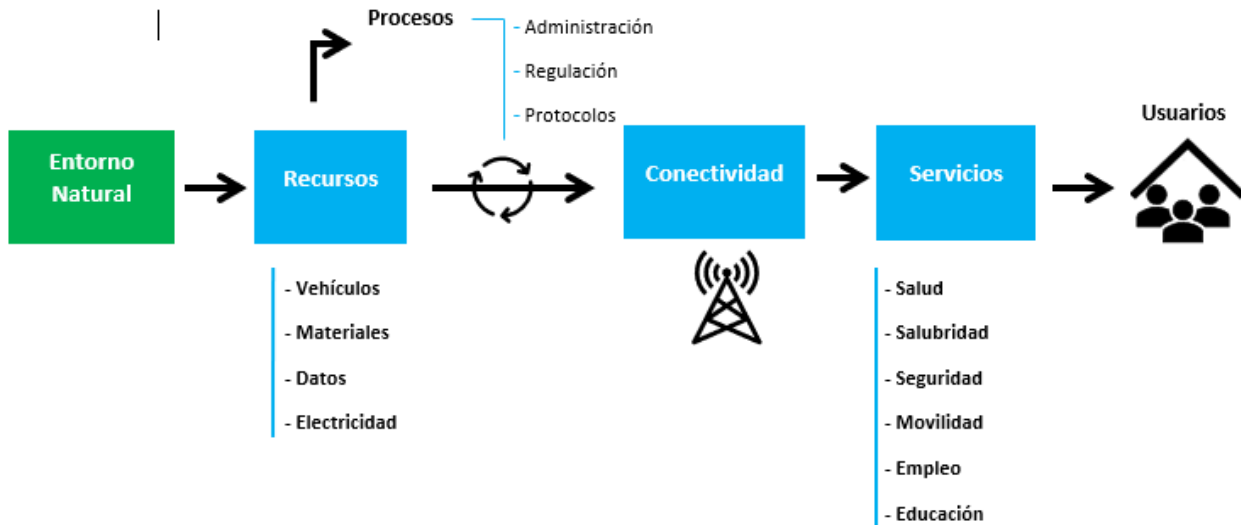 Procesos
- Administración
- Regulación
- Protocolos
Usuarios
Entorno
Natural
Recursos
Conectividad
Servicios
- Vehículos
- Materiales
- Datos
- Electricidad
- Salud
- Salubridad
- Seguridad
- Movilidad
- Empleo
- Educación